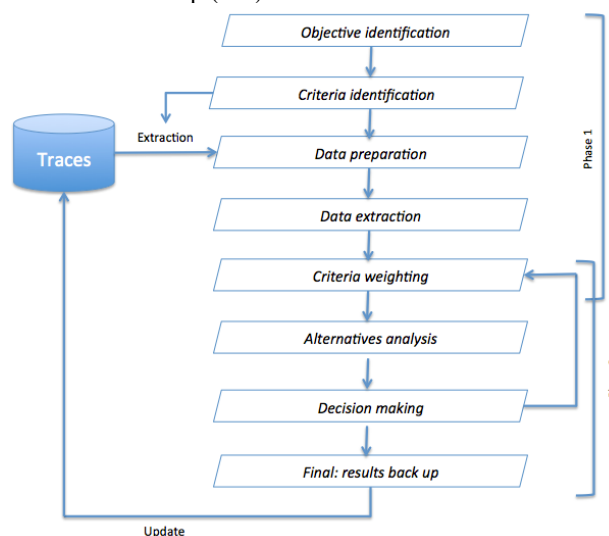 Objective identification
Criteria identification
Extraction
Traces
Data preparation
Phase 1
Data extraction
Criteria weighting
Alternatives analysis
Decision making
Final: results back up
Update